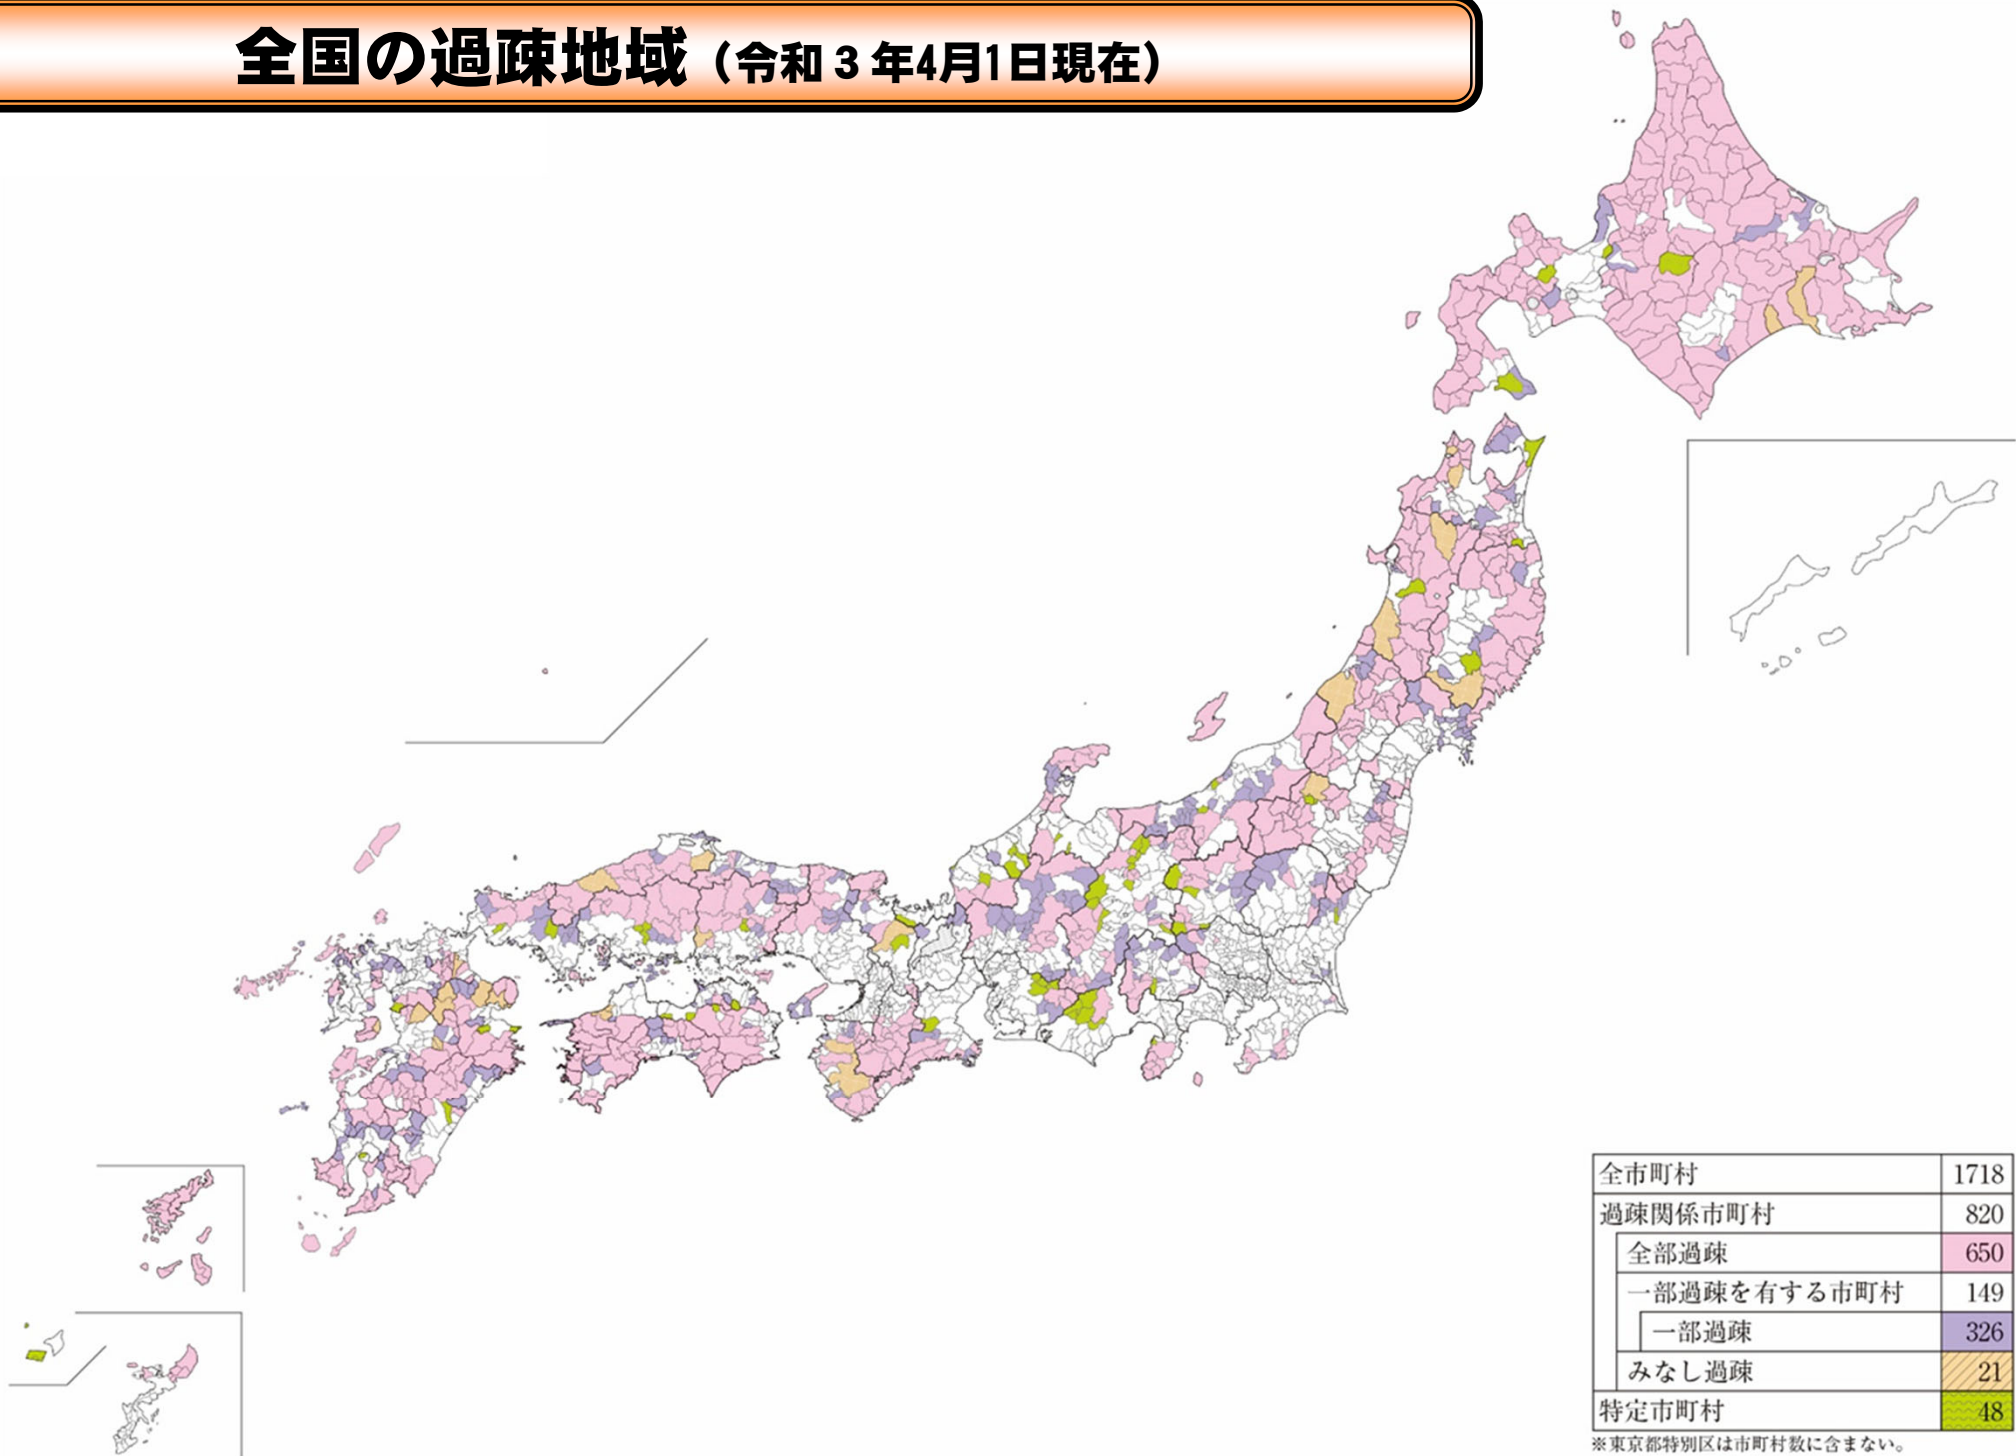 全国の過疎地域（令和３年4月1日現在）
全市町村 1718
過疎関係市町村 820
全部過疎 650
一部過疎を有する市町村 149
一部過疎 326
みなし過疎 21
特定市町村 48
※東京都特別区は市町村数に含まない。